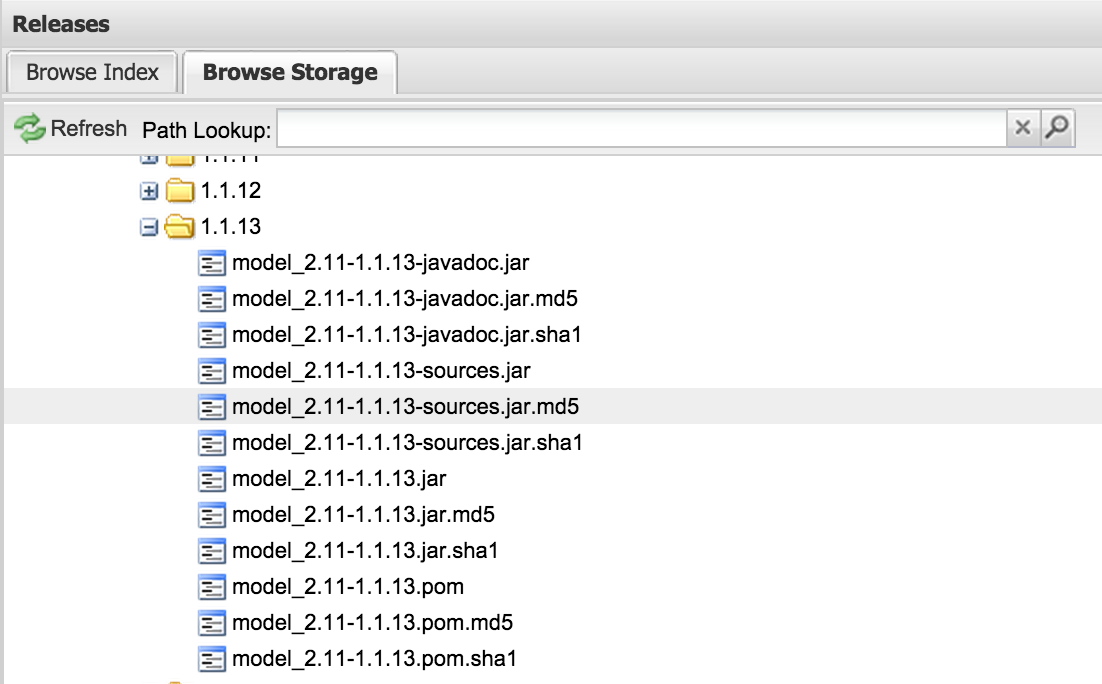 Releases
Browse Index Browse Storage
Refresh Path Lookup:
1.1.11
1.1.12
1.1.13
model_2.11-1.1.13-javadoc.jar
model_2.11-1.1.13-javadoc.jar.md5
model_2.11-1.1.13-javadoc.jar.sha1
model_2.11-1.1.13-sources.jar
model_2.11-1.1.13-sources.jar.md5
model_2.11-1.1.13-sources.jar.sha1
model_2.11-1.1.13.jar
model_2.11-1.1.13.jar.md5
model_2.11-1.1.13.jar.sha1
model_2.11-1.1.13.pom
model_2.11-1.1.13.pom.md5
model_2.11-1.1.13.pom.sha1